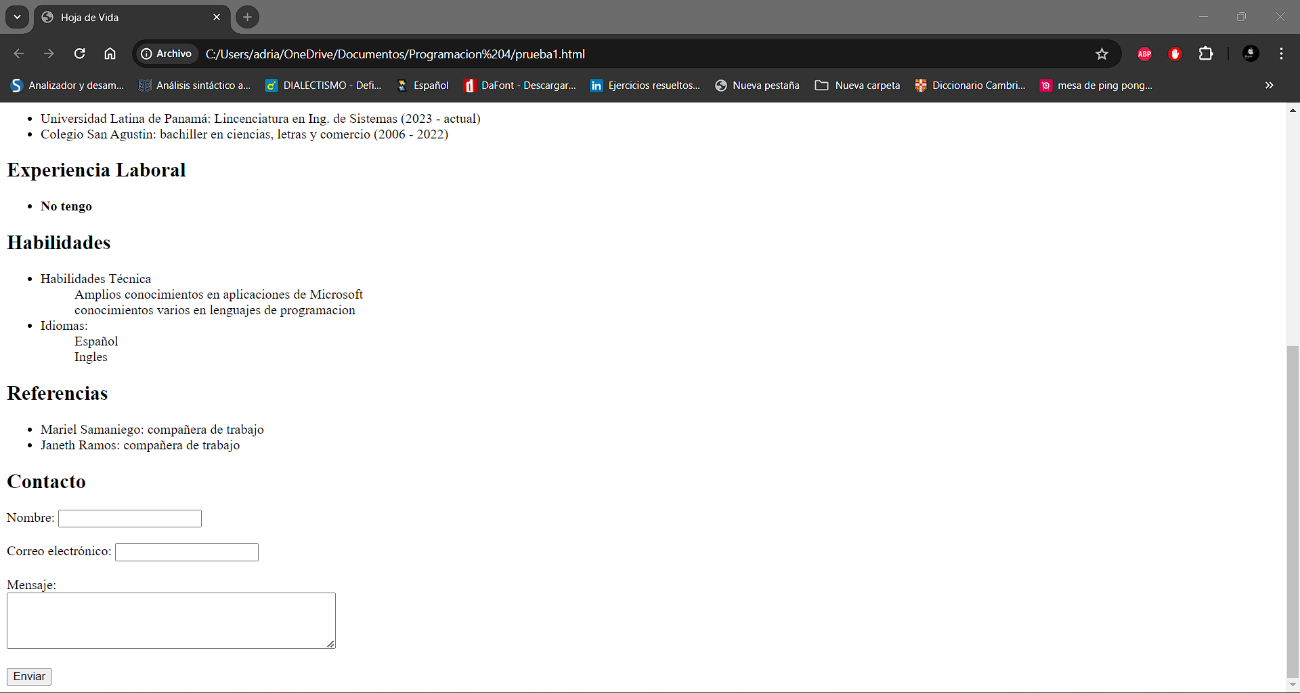 Hoja de Vida
Archivo C:/Users/adria/OneDrive/Documentos/Programacion%204/prueba1.html
ABP
Analizador y desam... Análisis sintáctico a... DIALECTISMO - Defi... Español DaFont - Descargar... Ejercicios resueltos... Nueva pestaña Nueva carpeta Diccionario Cambri... mesa de ping pong...
Universidad Latina de Panamá: Lincenciatura en Ing. de Sistemas (2023 - actual)
Colegio San Agustin: bachiller en ciencias, letras y comercio (2006 - 2022)
Experiencia Laboral
No tengo
Habilidades
Habilidades Técnica
Amplios conocimientos en aplicaciones de Microsoft
conocimientos varios en lenguajes de programacion
Idiomas:
Español
Ingles
Referencias
Mariel Samaniego: compañera de trabajo
Janeth Ramos: compañera de trabajo
Contacto
Nombre:
Correo electrónico:
Mensaje:
Enviar